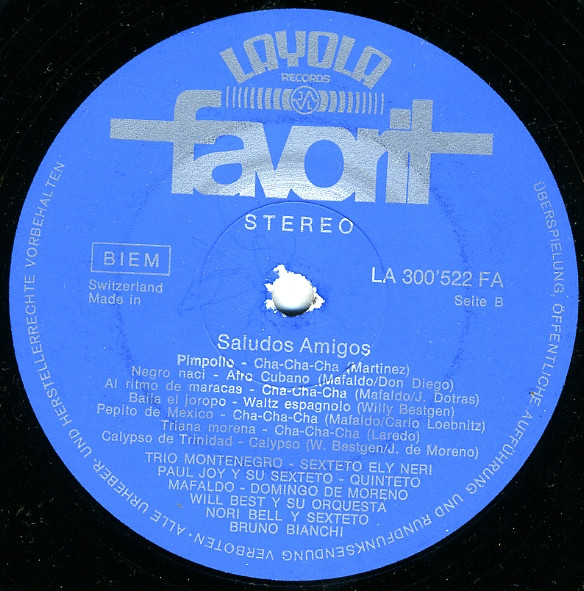 LAYOLA
RECORDS
favorit
STEREO
BIEM
Switzerland
Made in
LA 300'522 FA
Seite B
Saludos Amigos
Pimpollo - Cha-Cha-Cha (Martinez)
Negro naci - Afro Cubano (Mafaldo/Don Diego)
Al ritmo de maracas - Cha-Cha-Cha (Mafaldo/J. Dotras)
Baila el joropo - Waltz espagnolo (Willy Bestgen)
Pepito de Mexico - Cha-Cha-Cha (Mafaldo/Carlo Loebnitz)
Triana morena - Cha-Cha-Cha (Laredo)
Calypso de Trinidad - Calypso (W. Bestgen/J. de Moreno)
TRIO MONTENEGRO - SEXTETO ELY NERI
PAUL JOY Y SU SEXTETO - QUINTETO
MAFALDO - DOMINGO DE MORENO
WILL BEST Y SU ORQUESTA
NORI BELL Y SEXTETO
BRUNO BIANCHI
ALLE URHEBER- UND HERSTELLERRECHTE VORBEHALTEN · ÜBERSPIELUNG, ÖFFENTLICHE AUFFÜHRUNG UND RUNDFUNKSENDUNG VERBOTEN ·